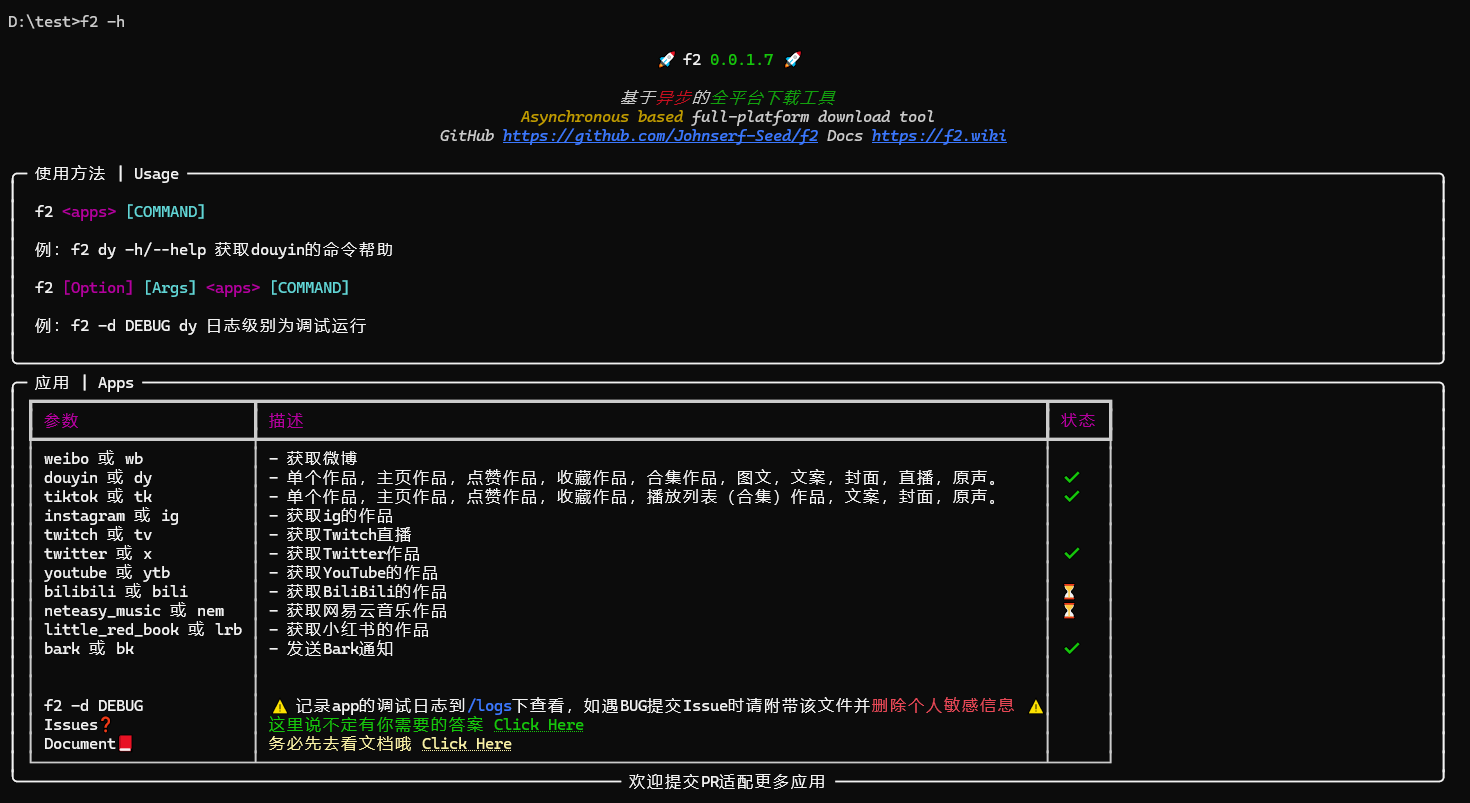 D:\test>f2 -h
🚀 f2 0.0.1.7 🚀
基于异步的全平台下载工具
Asynchronous based full-platform download tool
GitHub https://github.com/Johnserf-Seed/f2 Docs https://f2.wiki
使用方法 | Usage
f2 <apps> [COMMAND]
例: f2 dy -h/--help 获取douyin的命令帮助
f2 [Option] [Args] <apps> [COMMAND]
例: f2 -d DEBUG dy 日志级别为调试运行
应用 | Apps
参数 描述 状态
weibo 或 wb - 获取微博
douyin 或 dy - 单个作品，主页作品，点赞作品，收藏作品，合集作品，图文，文案，封面，直播，原声。 ✓
tiktok 或 tk - 单个作品，主页作品，点赞作品，收藏作品，播放列表（合集）作品，文案，封面，原声。 ✓
instagram 或 ig - 获取ig的作品
twitch 或 tv - 获取Twitch直播
twitter 或 x - 获取Twitter作品 ✓
youtube 或 ytb - 获取YouTube的作品
bilibili 或 bili - 获取BiliBili的作品 ⏳
neteasy_music 或 nem - 获取网易云音乐作品 ⏳
little_red_book 或 lrb - 获取小红书的作品
bark 或 bk - 发送Bark通知 ✓
f2 -d DEBUG ⚠ 记录app的调试日志到/logs下查看，如遇BUG提交Issue时请附带该文件并删除个人敏感信息 ⚠
Issues❓ 这里说不定有你需要的答案 Click Here
Document📕 务必先去看文档哦 Click Here
欢迎提交PR适配更多应用